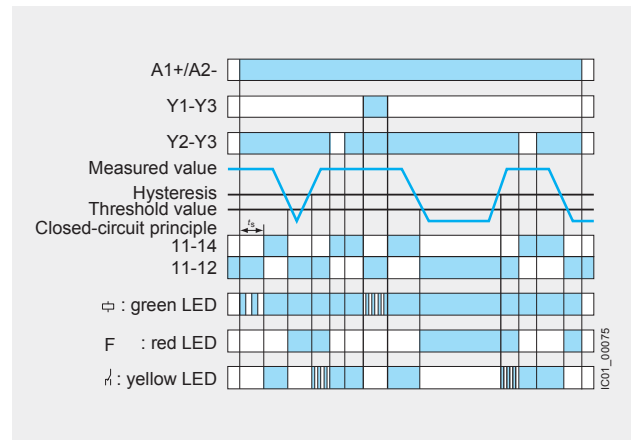 A1+/A2-
Y1-Y3
Y2-Y3
Measured value
Hysteresis
Threshold value
Closed-circuit principle
ts
11-14
11-12
: green LED
F : red LED
: yellow LED
IC01_00075